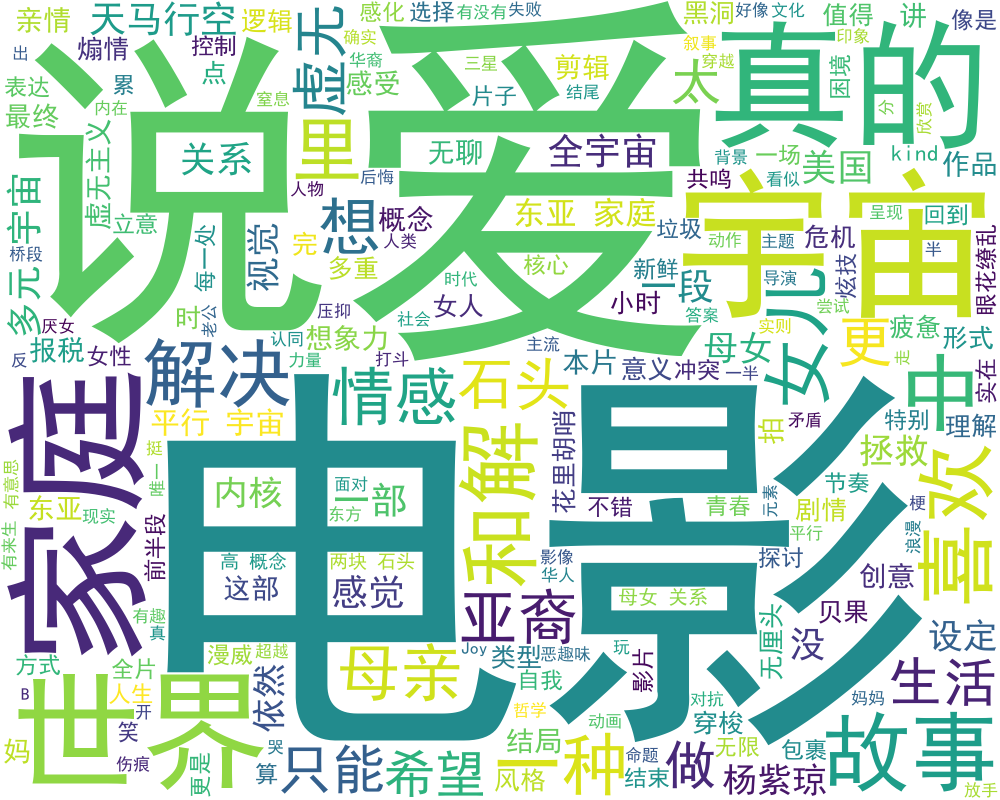 亲情
天马行空
逻辑
感化
选择
有没有
失败
黑洞
好像
文化
值得
讲
像是
出
煽情
控制
虚无
确实
叙事
印象
表达
累
点
华裔
感受
三星
剪辑
太
穿越
真的
困境
分
欣赏
最终
内在
窒息
片子
结尾
说
爱
虚无主义
关系
里
无聊
全宇宙
背景
一场
美国
kind
作品
宇宙
立意
人物
后悔
共鸣
看似
多元
桥段
每一处
视觉
想
概念
人类
东亚 家庭
垃圾
动作
主题
危机
呈现
回到
半
完
多重
核心
新鲜
一段
儿
导演
炫技
眼花缭乱
厌女
母
老公
压抑
时代
女人
小时
答案
尝试
反
报税
女性
认同
想象力
社会
力量
打斗
主流
本片
母女
实则
更
疲惫
形式
走
解决
情感
石头
意义
冲突
一半
女
中
实在
家庭
平行 宇宙
矛盾
拍
特别
理解
有意思
唯一
挺
内核
面对
一部
和解
花里胡哨
不错
拯救
喜欢
东亚
现实
东方
电影
青春
元素
剧情
节奏
梗
平行
浪漫
有来生
前半段
高 概念
两块 石头
影像
华人
探讨
创意
这部
感觉
母女 关系
有趣
真
亚裔
无厘头
贝果
没
设定
方式
全片
漫威
超越
母亲
Joy
类型
恶趣味
玩
影片
自我
生活
B
人生
世界
依然
哲学
对抗
穿梭
妈妈
妈
开
笑
哭
动画
结局
一种
命题
做
无限
包裹
故事
伤痕
更是
算
只能
希望
风格
结束
杨紫琼
放手